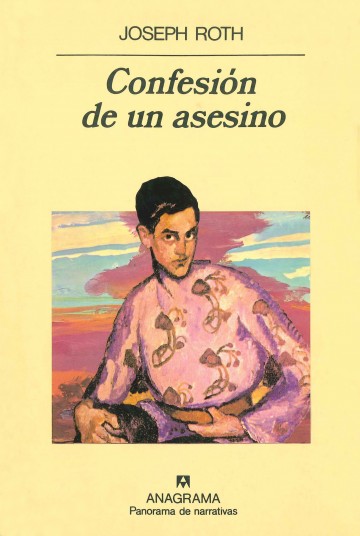 JOSEPH ROTH
Confesión
de un asesino
ANAGRAMA
Panorama de narrativas